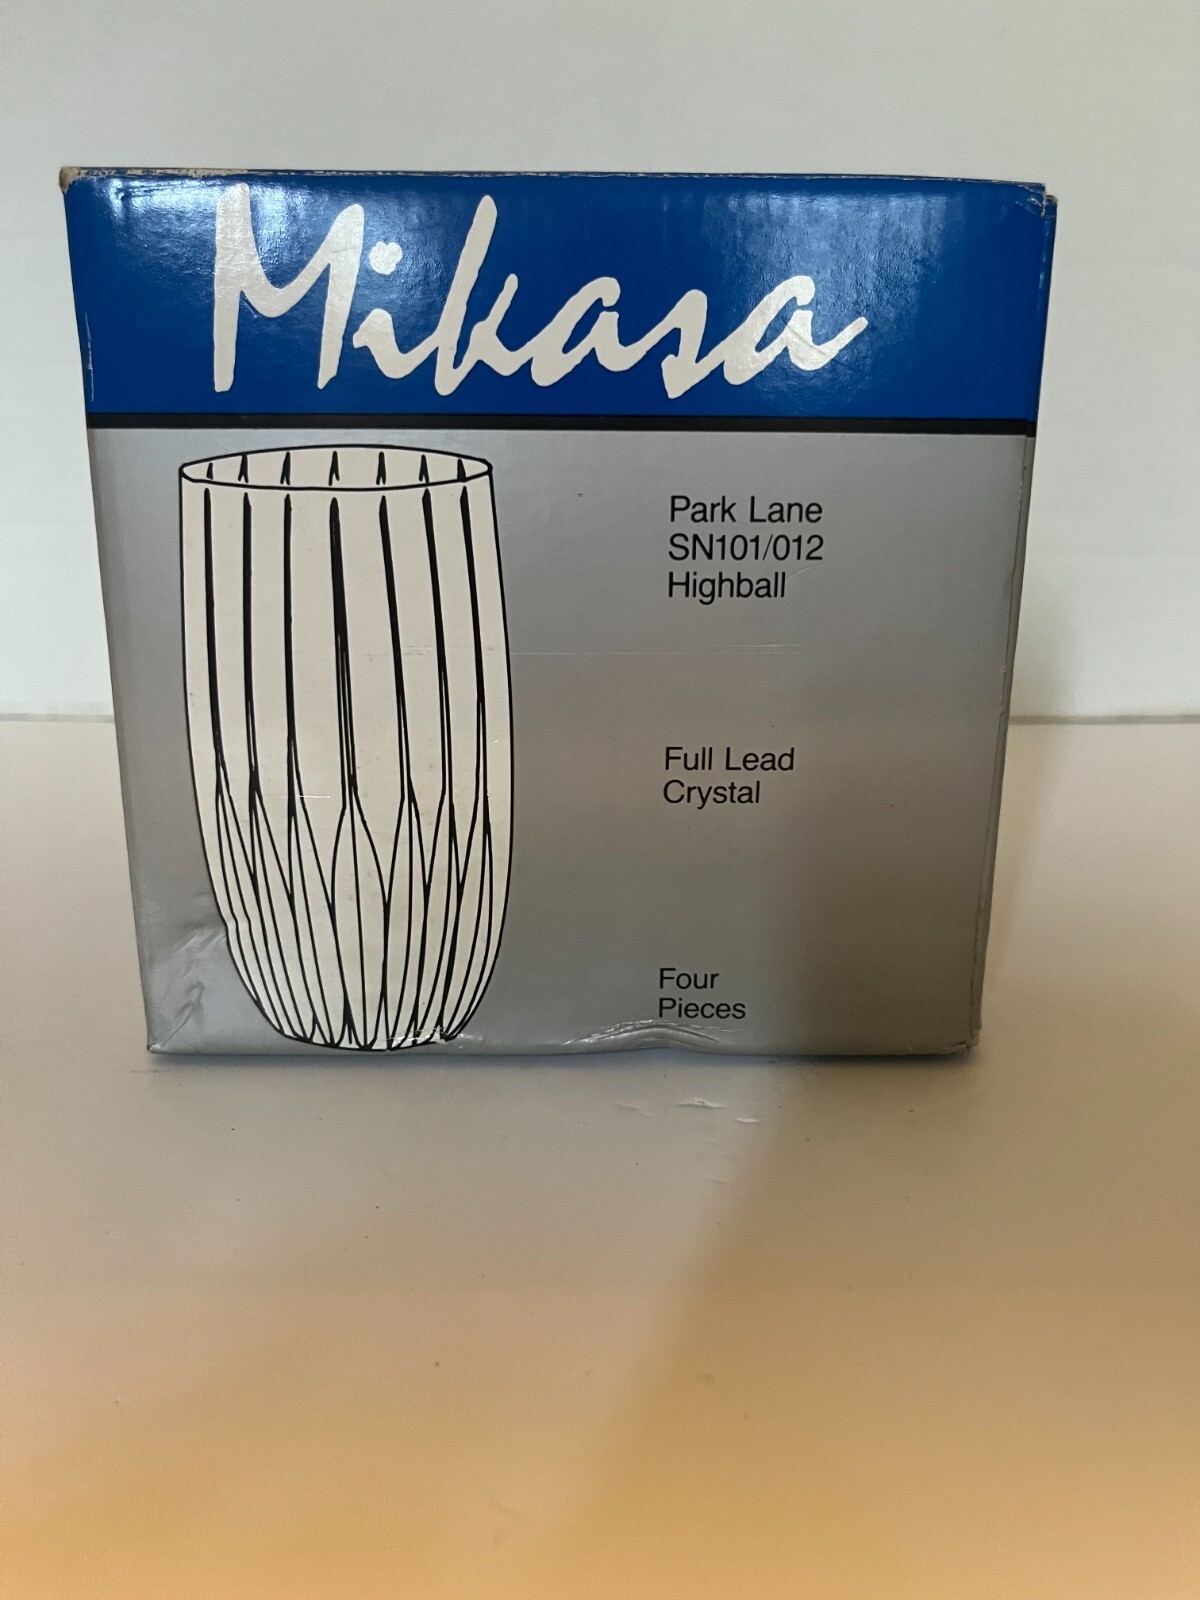 Mikasa
Park Lane
SN101/012
Highball
Full Lead
Crystal
Four
Pieces